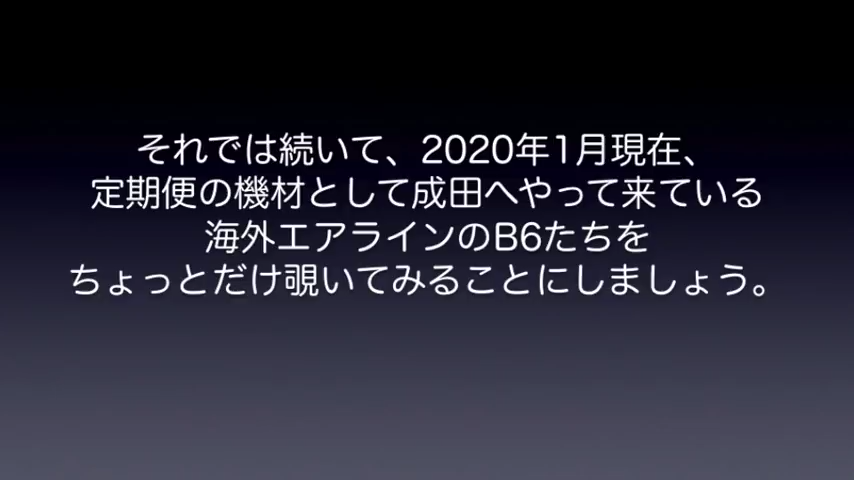 それでは続いて、2020年1月現在、
定期便の機材として成田へやって来ている
海外エアラインのB6たちを
ちょっとだけ覗いてみることにしましょう。